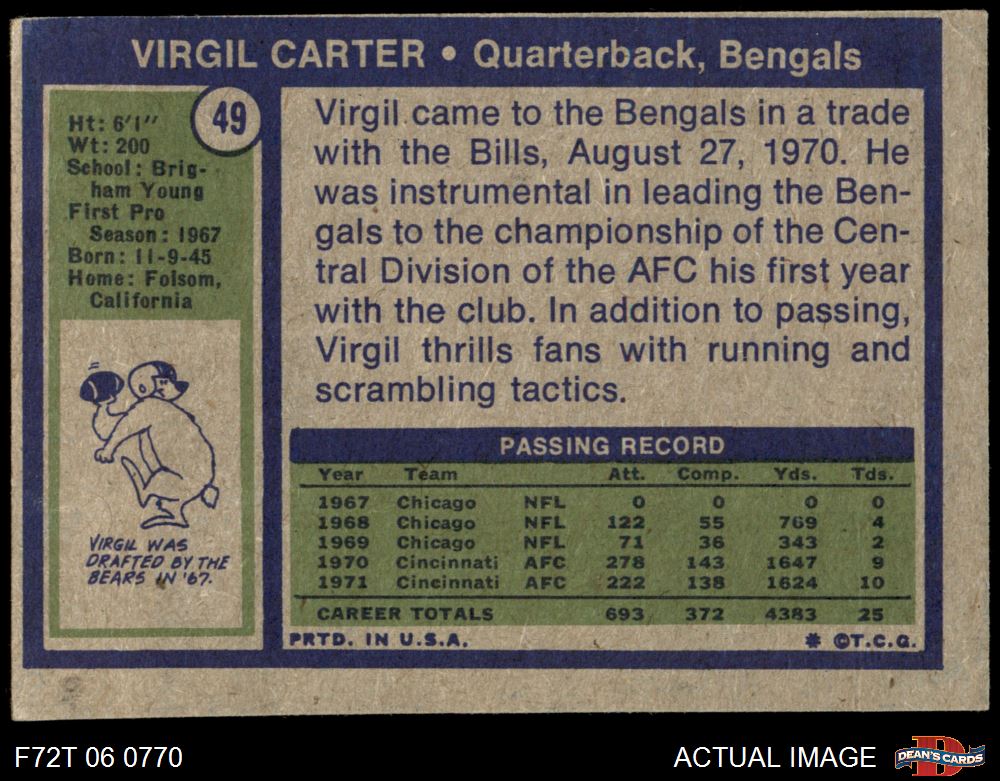 VIRGIL CARTER • Quarterback, Bengals
49
Ht: 6'1"
Wt: 200
School: Brig-
ham Young
First Pro
Season: 1967
Born: 11-9-45
Home: Folsom,
California
VIRGIL WAS
DRAFTED BY THE
BEARS IN '67.
Virgil came to the Bengals in a trade
with the Bills, August 27, 1970. He
was instrumental in leading the Ben-
gals to the championship of the Cen-
tral Division of the AFC his first year
with the club. In addition to passing,
Virgil thrills fans with running and
scrambling tactics.
PASSING RECORD
Year Team Att. Comp. Yds. Tds.
1967 Chicago NFL 0 0 0 0
1968 Chicago NFL 122 55 769 4
1969 Chicago NFL 71 36 343 2
1970 Cincinnati AFC 278 143 1647 9
1971 Cincinnati AFC 222 138 1624 10
CAREER TOTALS 693 372 4383 25
PRTD. IN U.S.A. * ©T.C.G.
F72T 06 0770 ACTUAL IMAGE
D
DEAN'S CARDS